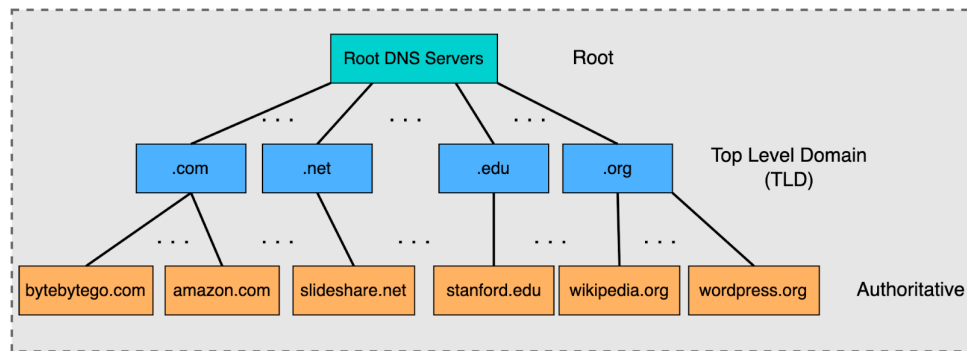 Root DNS Servers
Root
. . .
. . .
. . .
.com
.net
.edu
.org
Top Level Domain
(TLD)
. . .
. . .
. . .
. . .
. . .
bytebytego.com
amazon.com
slideshare.net
stanford.edu
wikipedia.org
wordpress.org
Authoritative